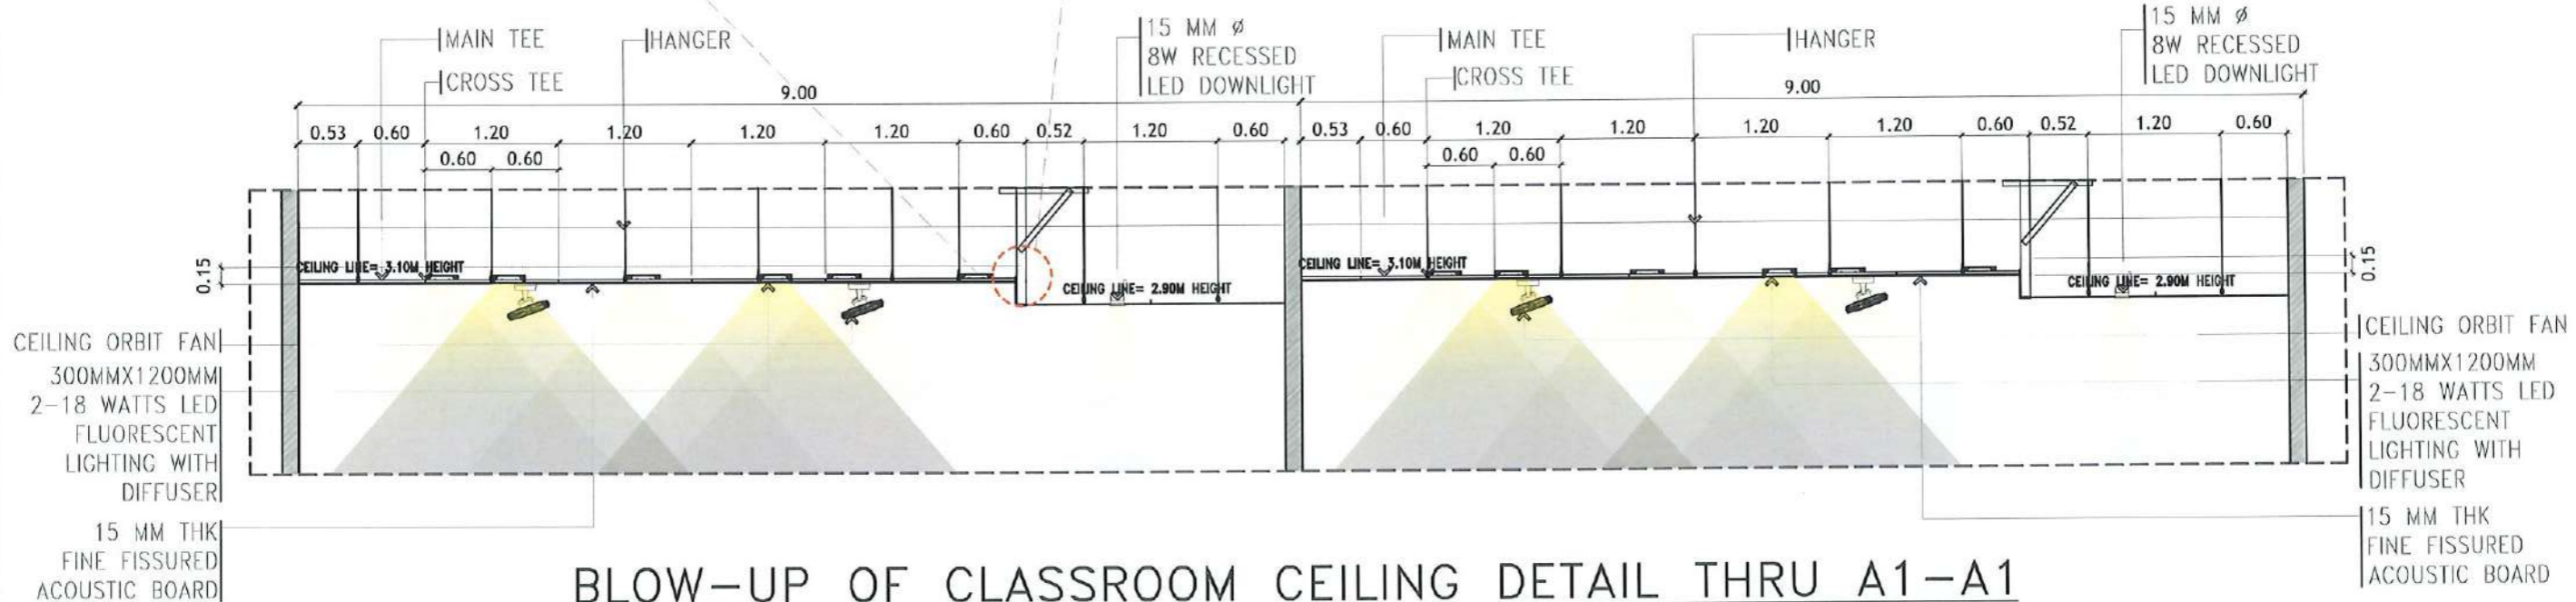 MAIN TEE
HANGER
15 MM Ø
8W RECESSED
LED DOWNLIGHT
CROSS TEE
MAIN TEE
HANGER
15 MM Ø
8W RECESSED
LED DOWNLIGHT
CROSS TEE
9.00
9.00
0.53 0.60 1.20 1.20 1.20 1.20 0.60 0.52 1.20 0.60
0.53 0.60 1.20 1.20 1.20 1.20 0.60 0.52 1.20 0.60
0.60 0.60
0.60 0.60
0.15
CEILING LINE= 3.10M HEIGHT
CEILING LINE= 2.90M HEIGHT
CEILING LINE= 3.10M HEIGHT
CEILING LINE= 2.90M HEIGHT
0.15
CEILING ORBIT FAN
300MMX1200MM
2-18 WATTS LED
FLUORESCENT
LIGHTING WITH
DIFFUSER
15 MM THK
FINE FISSURED
ACOUSTIC BOARD
CEILING ORBIT FAN
300MMX1200MM
2-18 WATTS LED
FLUORESCENT
LIGHTING WITH
DIFFUSER
15 MM THK
FINE FISSURED
ACOUSTIC BOARD
BLOW-UP OF CLASSROOM CEILING DETAIL THRU A1-A1